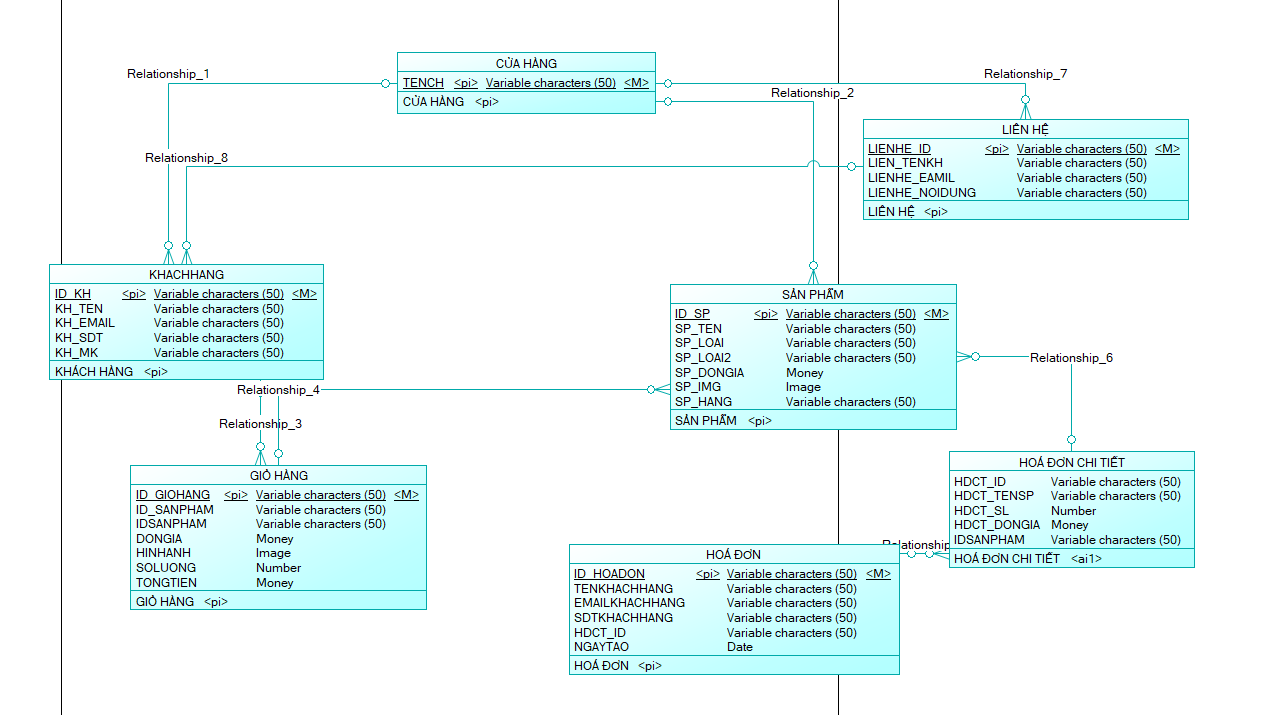 Relationship_1
CỬA HÀNG
TENCH <pi> Variable characters (50) <M>
CỬA HÀNG <pi>
Relationship_7
Relationship_2
LIÊN HỆ
LIENHE_ID <pi> Variable characters (50) <M>
LIEN_TENKH Variable characters (50)
LIENHE_EAMIL Variable characters (50)
LIENHE_NOIDUNG Variable characters (50)
LIÊN HỆ <pi>
Relationship_8
KHACHHANG
ID_KH <pi> Variable characters (50) <M>
KH_TEN Variable characters (50)
KH_EMAIL Variable characters (50)
KH_SDT Variable characters (50)
KH_MK Variable characters (50)
KHÁCH HÀNG <pi>
SẢN PHẨM
ID_SP <pi> Variable characters (50) <M>
SP_TEN Variable characters (50)
SP_LOAI Variable characters (50)
SP_LOAI2 Variable characters (50)
SP_DONGIA Money
SP_IMG Image
SP_HANG Variable characters (50)
SẢN PHẨM <pi>
Relationship_6
Relationship_4
Relationship_3
GIỎ HÀNG
ID_GIOHANG <pi> Variable characters (50) <M>
ID_SANPHAM Variable characters (50)
IDSANPHAM Variable characters (50)
DONGIA Money
HINHANH Image
SOLUONG Number
TONGTIEN Money
GIỎ HÀNG <pi>
HOÁ ĐƠN CHI TIẾT
HDCT_ID Variable characters (50)
HDCT_TENSP Variable characters (50)
HDCT_SL Number
HDCT_DONGIA Money
IDSANPHAM Variable characters (50)
HOÁ ĐƠN CHI TIẾT <ai1>
Relationship
HOÁ ĐƠN
ID_HOADON <pi> Variable characters (50) <M>
TENKHACHHANG Variable characters (50)
EMAILKHACHHANG Variable characters (50)
SDTKHACHHANG Variable characters (50)
HDCT_ID Variable characters (50)
NGAYTAO Date
HOÁ ĐƠN <pi>